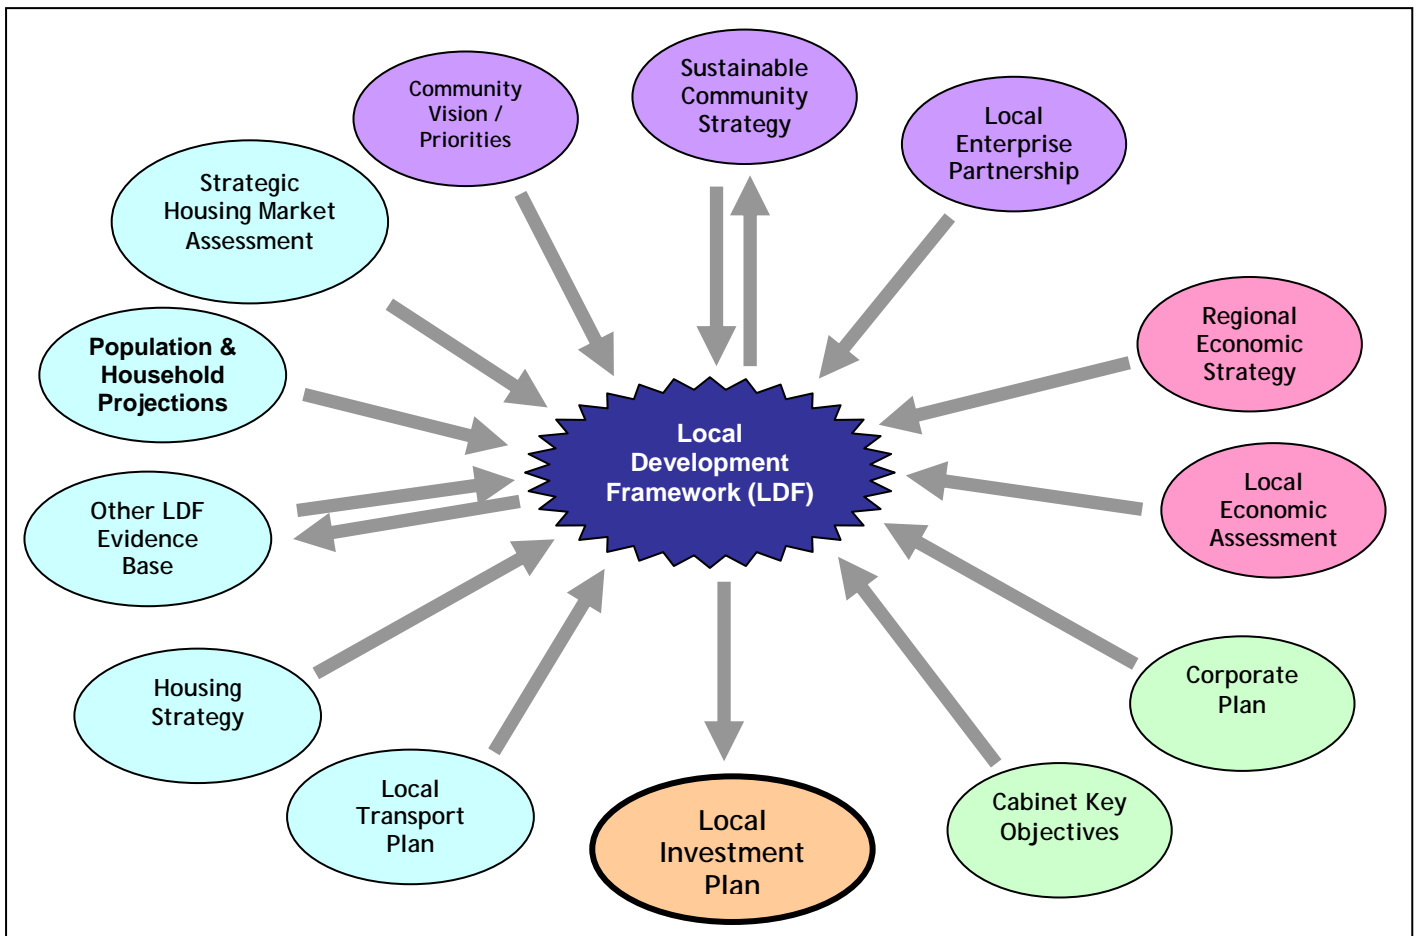 Community
Vision /
Priorities
Sustainable
Community
Strategy
Local
Enterprise
Partnership
Strategic
Housing Market
Assessment
Regional
Economic
Strategy
Population &
Household
Projections
Local
Development
Framework (LDF)
Local
Economic
Assessment
Other LDF
Evidence
Base
Corporate
Plan
Housing
Strategy
Local
Transport
Plan
Local
Investment
Plan
Cabinet Key
Objectives